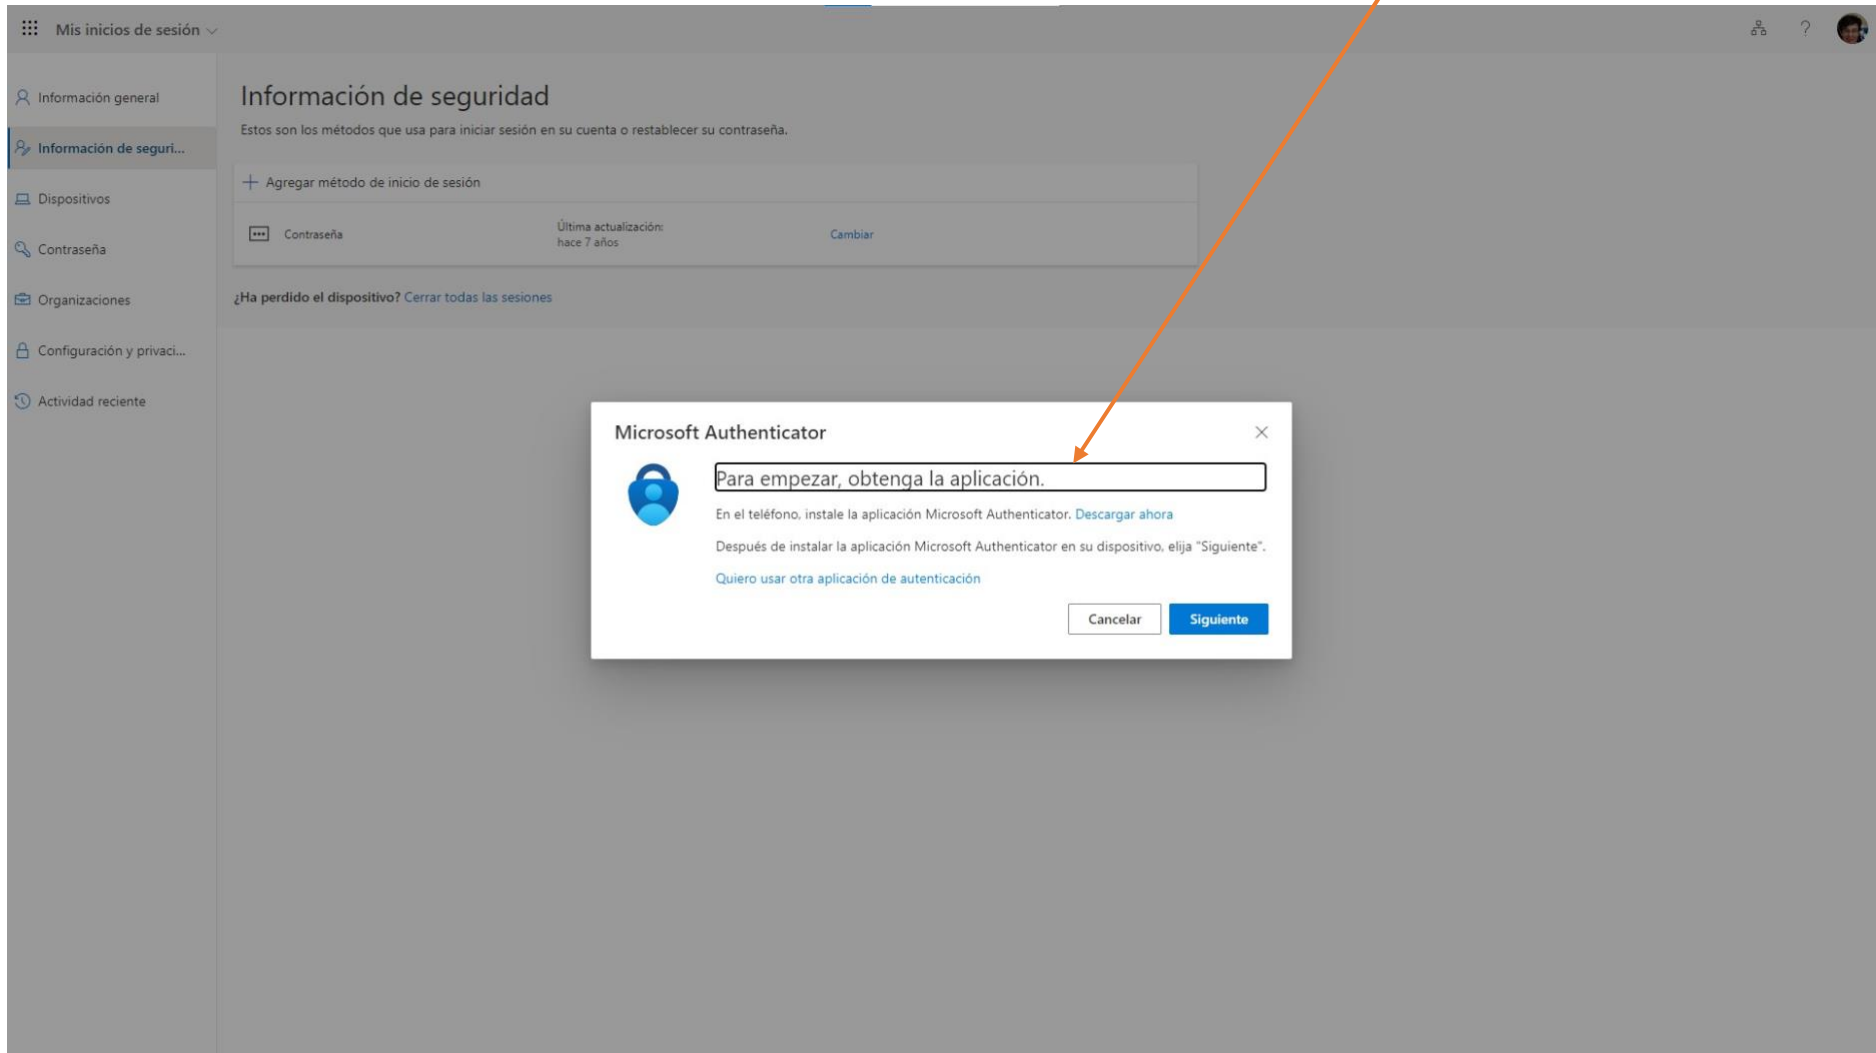 Mis inicios de sesión
?
Información general
Información de seguri...
Dispositivos
Contraseña
Organizaciones
Configuración y privaci...
Actividad reciente
Información de seguridad
Estos son los métodos que usa para iniciar sesión en su cuenta o restablecer su contraseña.
+ Agregar método de inicio de sesión
Contraseña
Última actualización:
hace 7 años
Cambiar
¿Ha perdido el dispositivo? Cerrar todas las sesiones
Microsoft Authenticator
Para empezar, obtenga la aplicación.
En el teléfono, instale la aplicación Microsoft Authenticator. Descargar ahora
Después de instalar la aplicación Microsoft Authenticator en su dispositivo, elija "Siguiente".
Quiero usar otra aplicación de autenticación
Cancelar
Siguiente